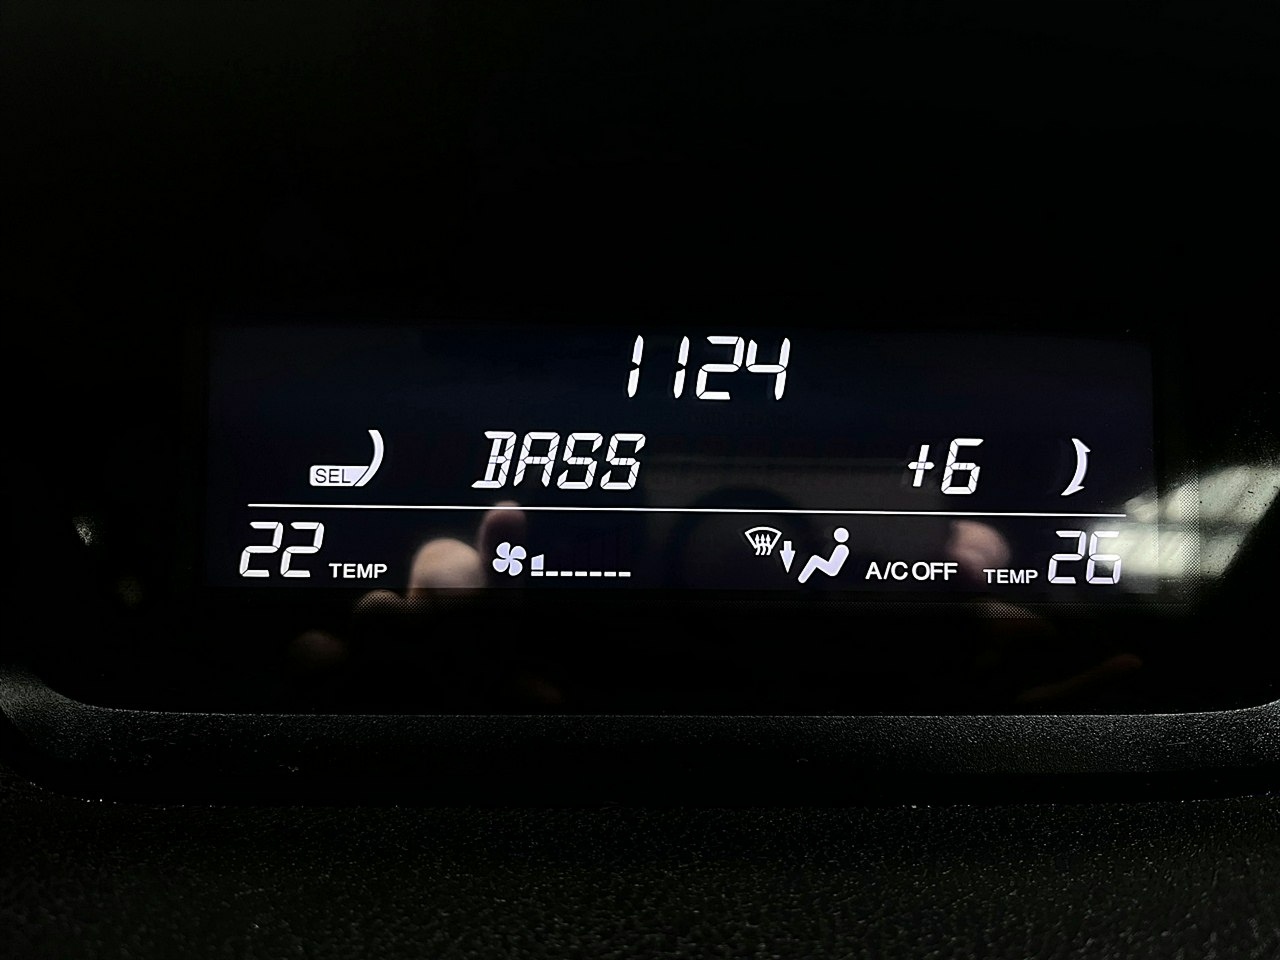 1124
SEL BASS +6
22 TEMP A/C OFF TEMP 26